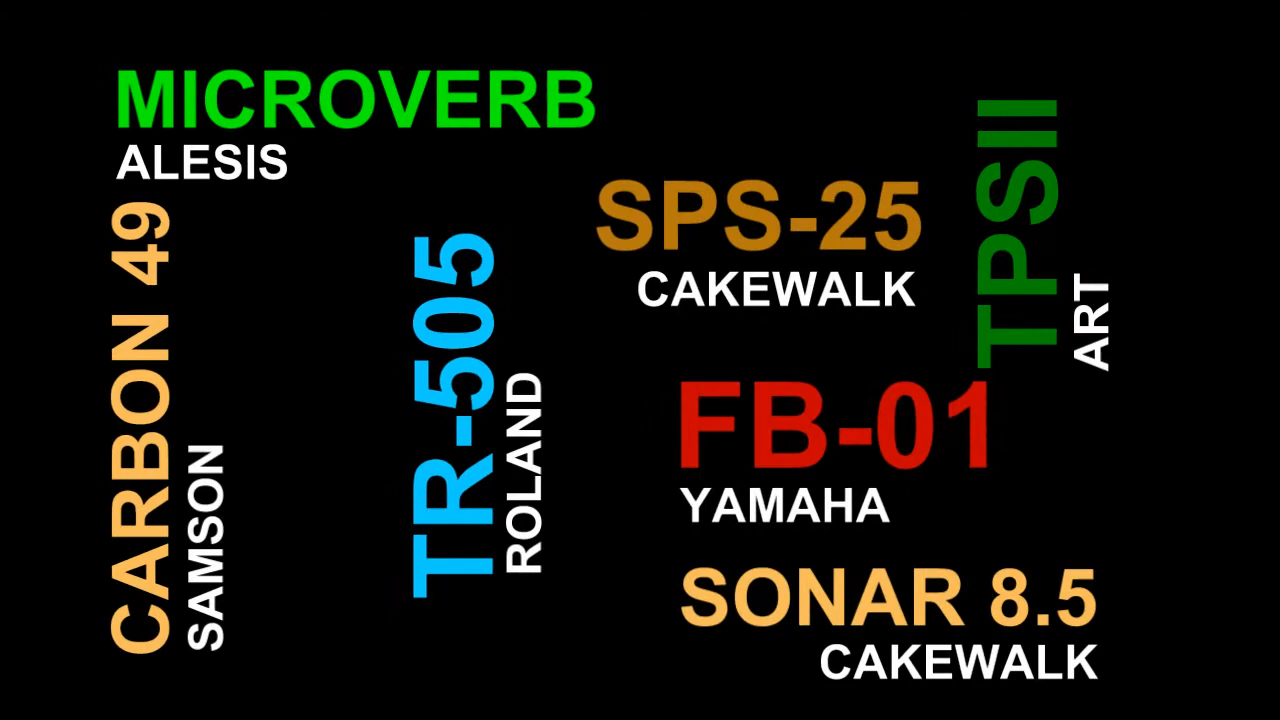 MICROVERB
ALESIS
CARBON 49
SAMSON
TR-505
ROLAND
SPS-25
CAKEWALK
TPSII
ART
FB-01
YAMAHA
SONAR 8.5
CAKEWALK